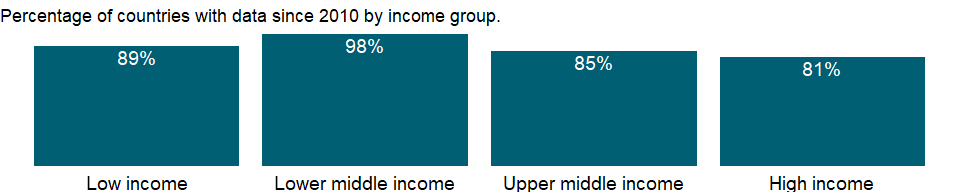 Percentage of countries with data since 2010 by income group.
89%
98%
85%
81%
Low income
Lower middle income
Upper middle income
High income